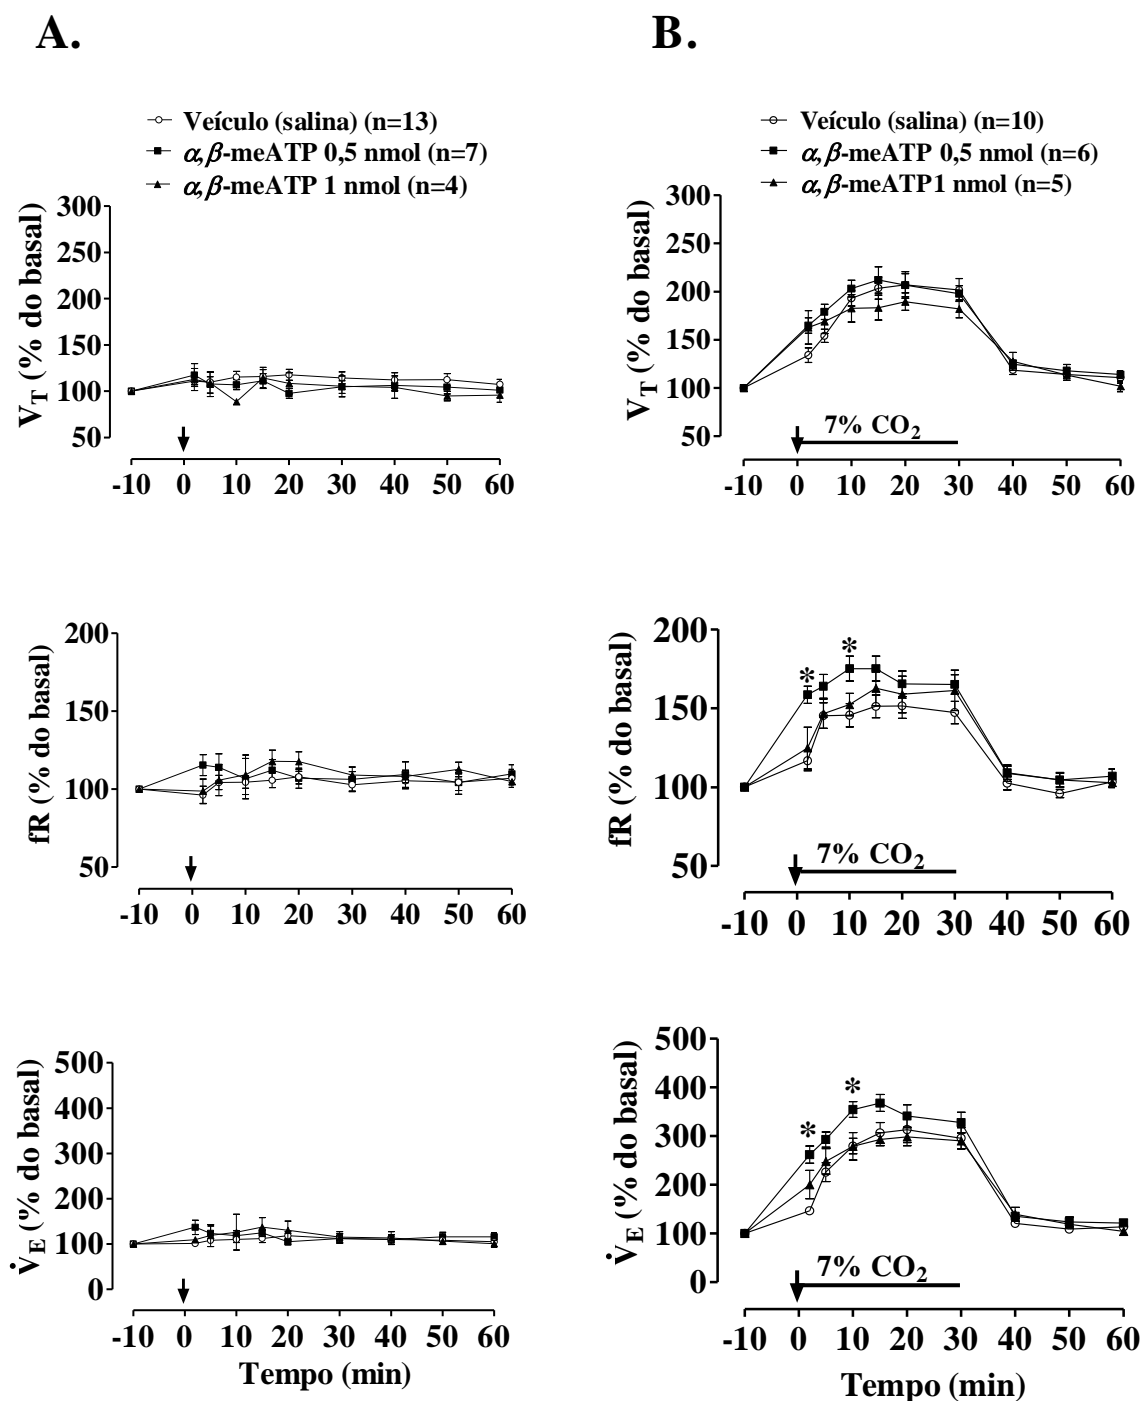 A.
Veículo (salina) (n=13)
α,β-meATP 0,5 nmol (n=7)
α,β-meATP 1 nmol (n=4)
V_T (% do basal)
300
250
200
150
100
50
-10 0 10 20 30 40 50 60
fR (% do basal)
200
150
100
50
-10 0 10 20 30 40 50 60
V̇_E (% do basal)
500
400
300
200
100
0
-10 0 10 20 30 40 50 60
Tempo (min)
B.
Veículo (salina) (n=10)
α,β-meATP 0,5 nmol (n=6)
α,β-meATP1 nmol (n=5)
V_T (% do basal)
300
250
200
150
100
50
7% CO₂
-10 0 10 20 30 40 50 60
fR (% do basal)
200
150
100
50
* *
7% CO₂
-10 0 10 20 30 40 50 60
V̇_E (% do basal)
500
400
300
200
100
0
* *
7% CO₂
-10 0 10 20 30 40 50 60
Tempo (min)